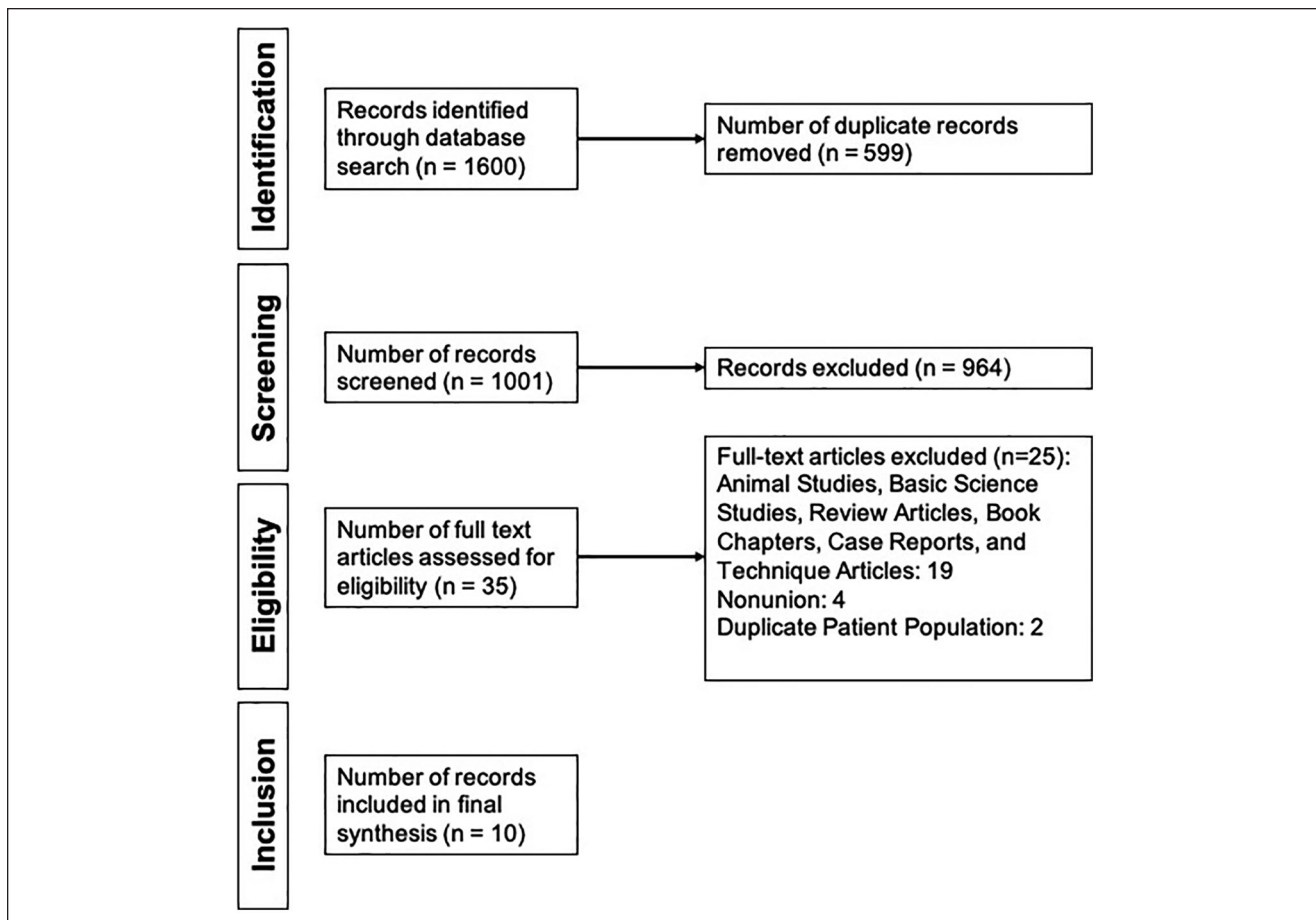 Identification
Records identified
through database
search (n = 1600)
Number of duplicate records
removed (n = 599)
Screening
Number of records
screened (n = 1001)
Records excluded (n = 964)
Eligibility
Number of full text
articles assessed for
eligibility (n = 35)
Full-text articles excluded (n=25):
Animal Studies, Basic Science
Studies, Review Articles, Book
Chapters, Case Reports, and
Technique Articles: 19
Nonunion: 4
Duplicate Patient Population: 2
Inclusion
Number of records
included in final
synthesis (n = 10)